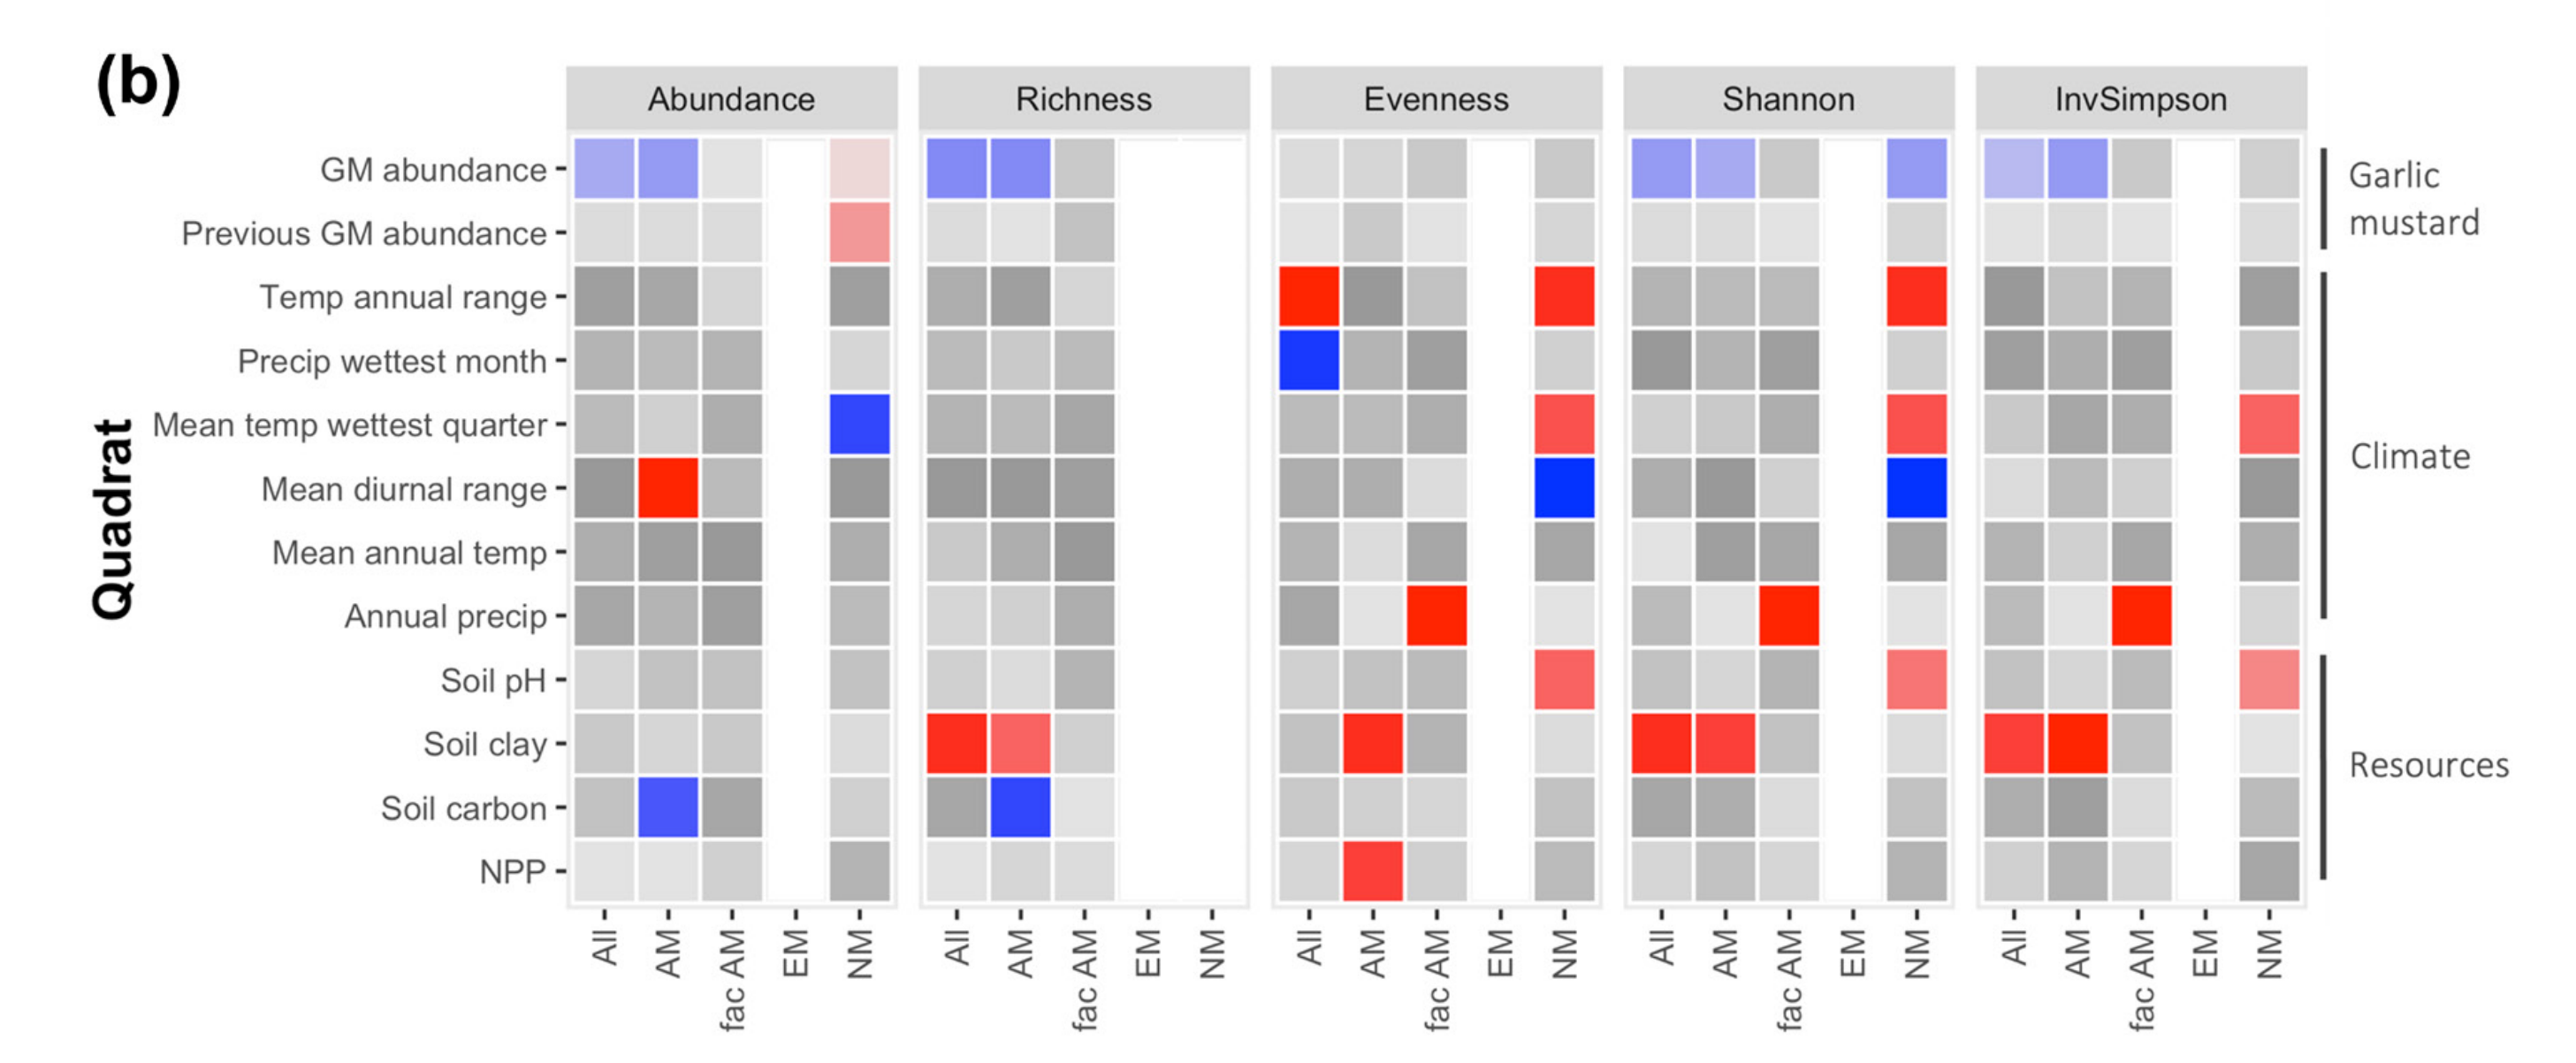 (b)
Abundance Richness Evenness Shannon InvSimpson
GM abundance
Previous GM abundance
Temp annual range
Precip wettest month
Mean temp wettest quarter
Mean diurnal range
Mean annual temp
Annual precip
Soil pH
Soil clay
Soil carbon
NPP
Quadrat
Garlic
mustard
Climate
Resources
All AM fac AM EM NM All AM fac AM EM NM All AM fac AM EM NM All AM fac AM EM NM All AM fac AM EM NM